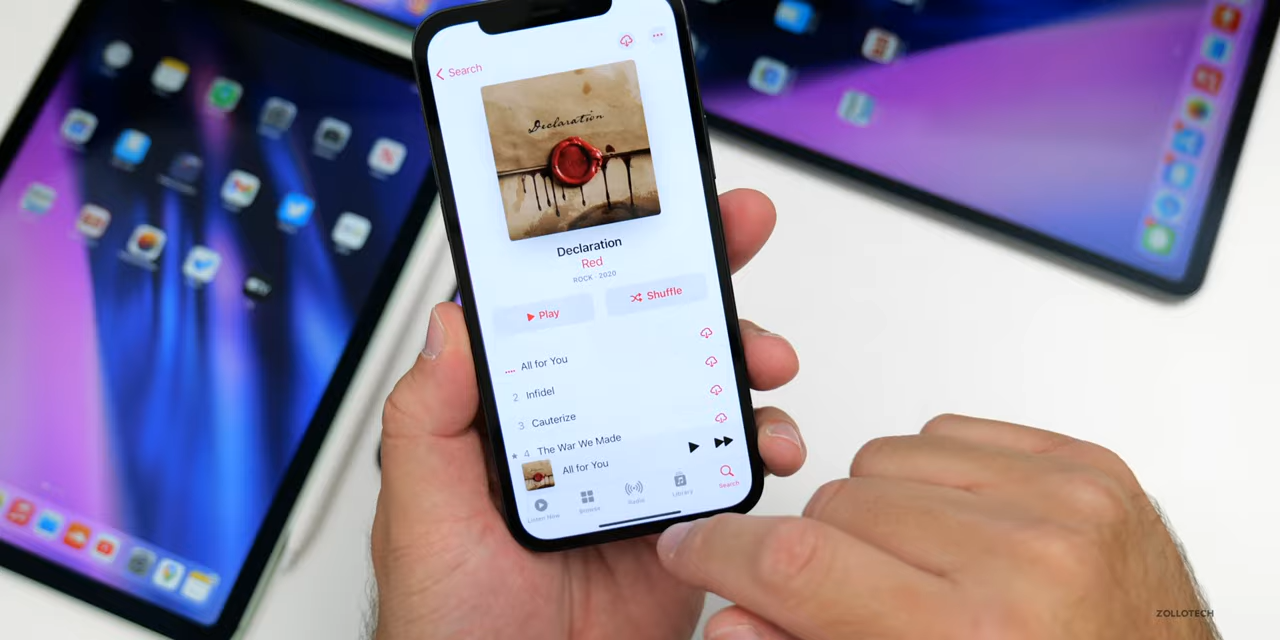 Search
Declaration
Declaration
Red
ROCK · 2020
Play
Shuffle
All for You
2 Infidel
3 Cauterize
★ 4 The War We Made
All for You
Listen Now
Browse
Radio
Library
Search
ZOLLOTECH